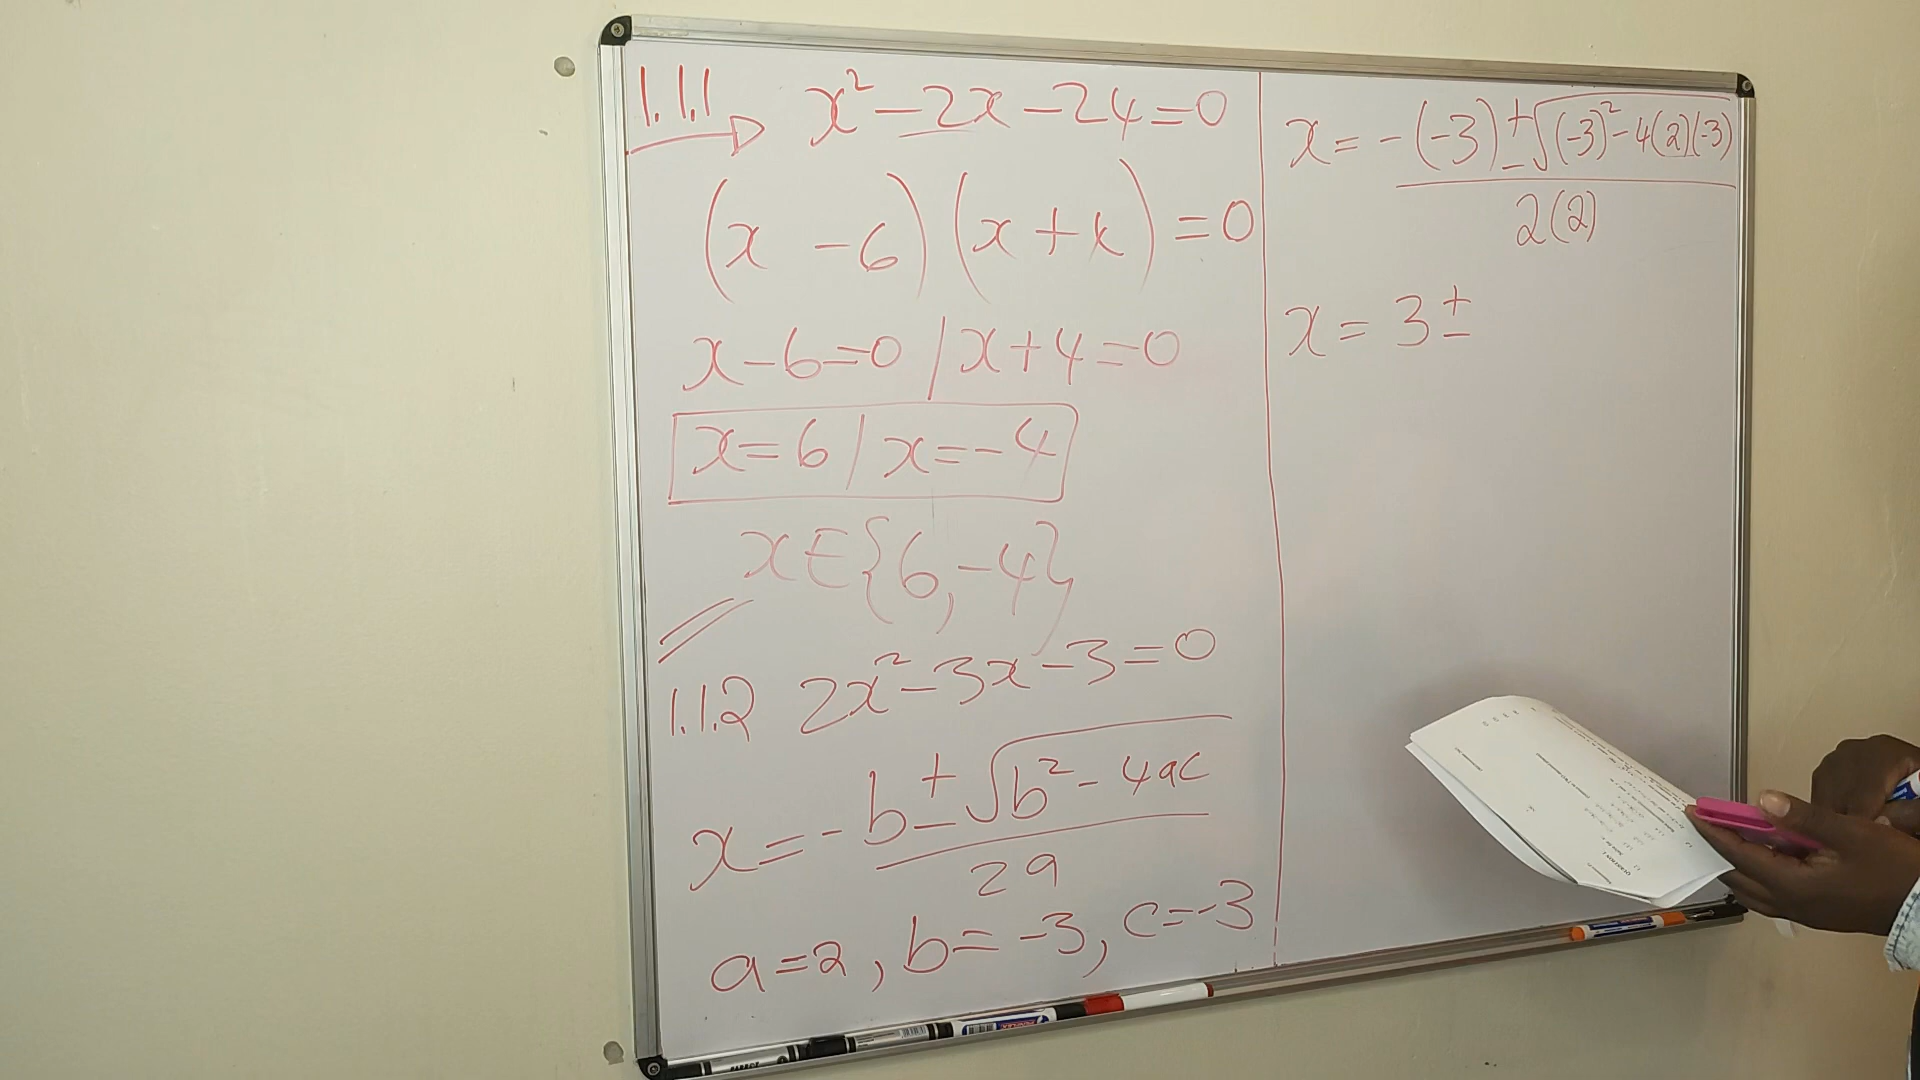 1.1.1 x² - 2x - 24 = 0
(x - 6) (x + k) = 0
x - 6 = 0 / x + 4 = 0
x = 6 / x = - 4
x ∈ {6, - 4}
1.1.2 2x² - 3x - 3 = 0
x = - b ± √b² - 4ac / 2a
a = 2, b = -3, c = -3
x = - (-3) ± √(-3)² - 4(2)(-3) / 2(2)
x = 3 ±
QUESTION 1